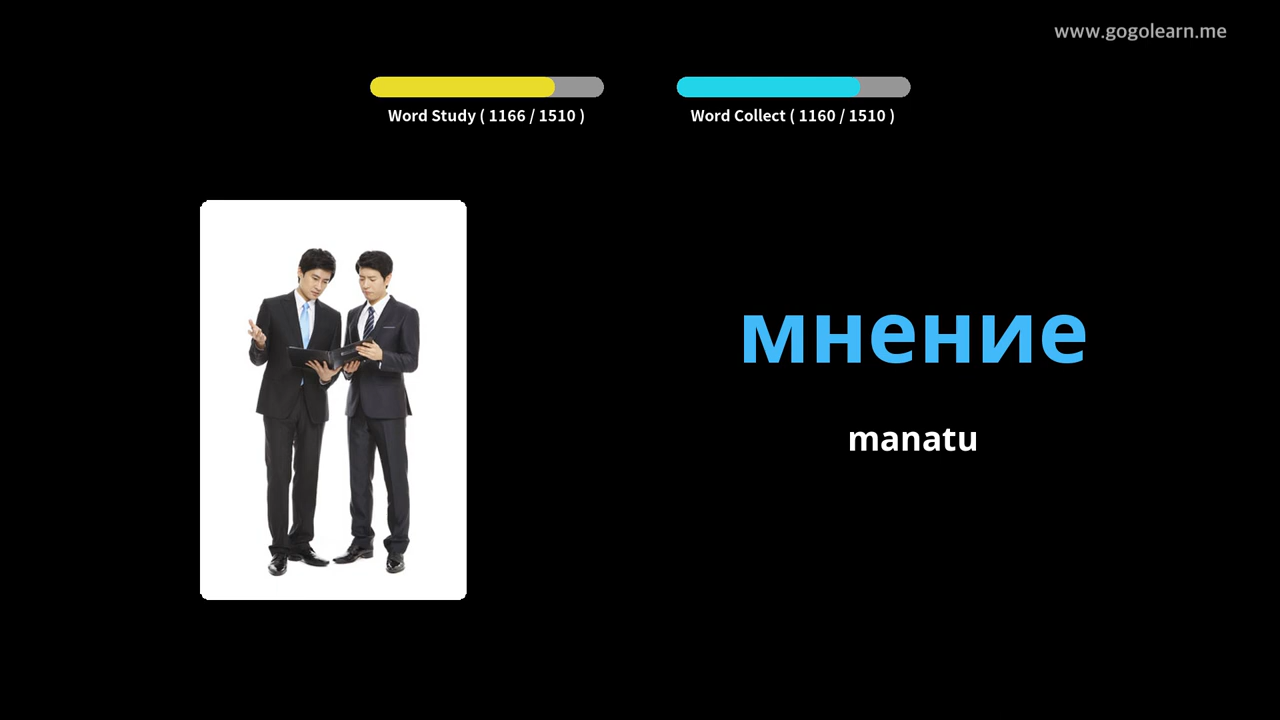 www.gogolearn.me
Word Study ( 1166 / 1510 )
Word Collect ( 1160 / 1510 )
мнение
manatu